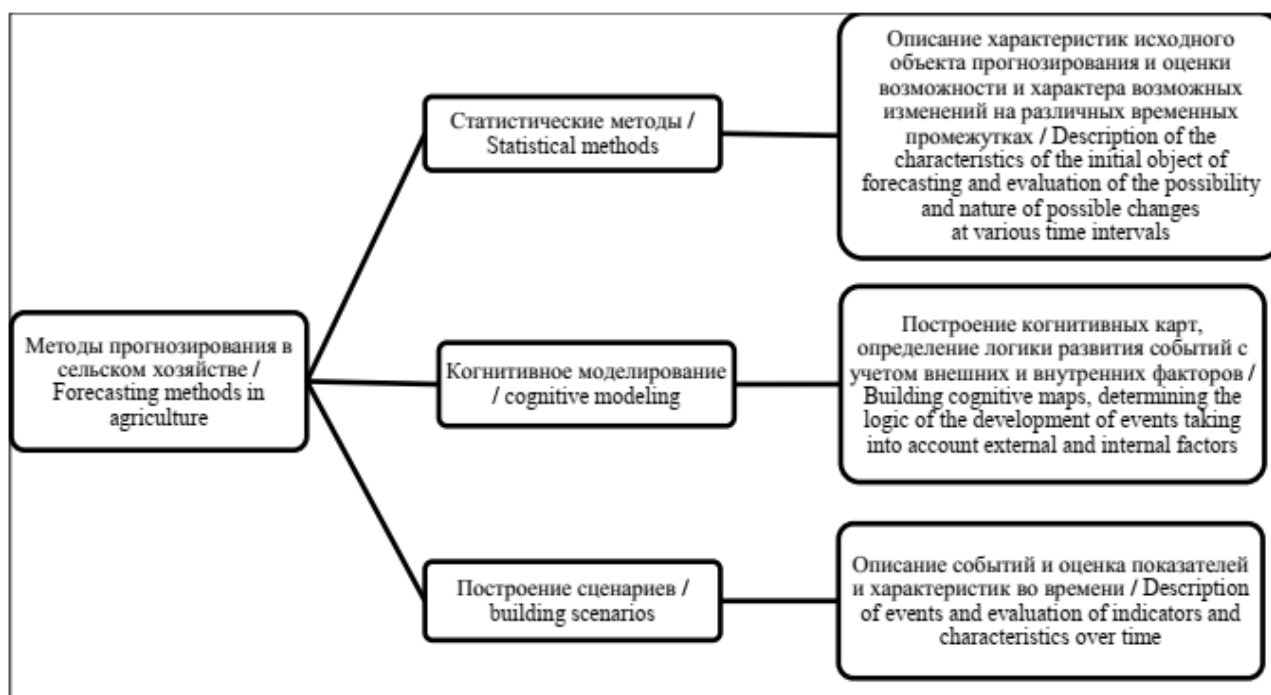 Описание характеристик исходного
объекта прогнозирования и оценки
возможности и характера возможных
изменений на различных временных
промежутках / Description of the
characteristics of the initial object of
forecasting and evaluation of the possibility
and nature of possible changes
at various time intervals
Статистические методы /
Statistical methods
Методы прогнозирования в
сельском хозяйстве /
Forecasting methods in
agriculture
Когнитивное моделирование
/ cognitive modeling
Построение когнитивных карт,
определение логики развития событий с
учетом внешних и внутренних факторов /
Building cognitive maps, determining the
logic of the development of events taking
into account external and internal factors
Построение сценариев /
building scenarios
Описание событий и оценка показателей
и характеристик во времени / Description
of events and evaluation of indicators and
characteristics over time